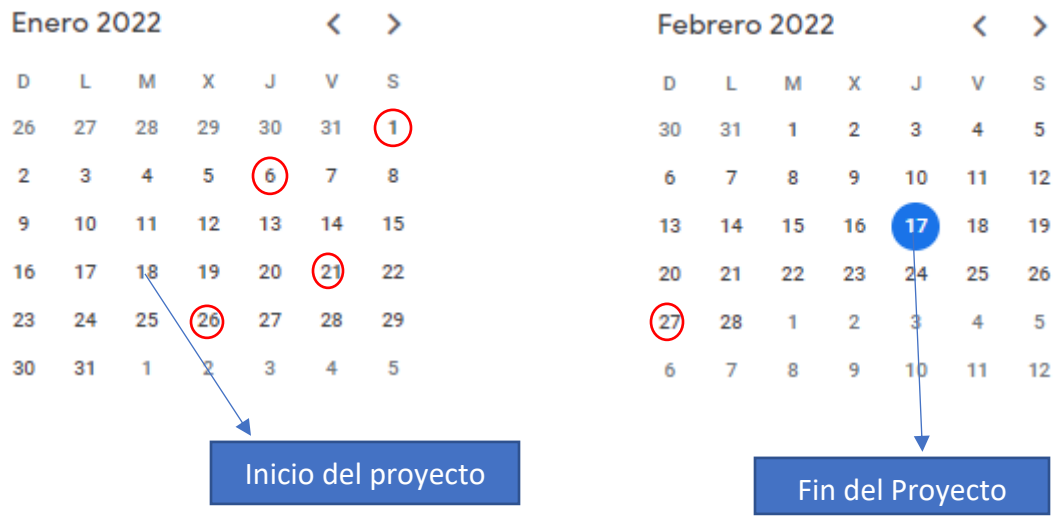 Enero 2022
D L M X J V S
26 27 28 29 30 31 1
2 3 4 5 6 7 8
9 10 11 12 13 14 15
16 17 18 19 20 21 22
23 24 25 26 27 28 29
30 31 1 2 3 4 5
Inicio del proyecto
Febrero 2022
D L M X J V S
30 31 1 2 3 4 5
6 7 8 9 10 11 12
13 14 15 16 17 18 19
20 21 22 23 24 25 26
27 28 1 2 3 4 5
6 7 8 9 10 11 12
Fin del Proyecto